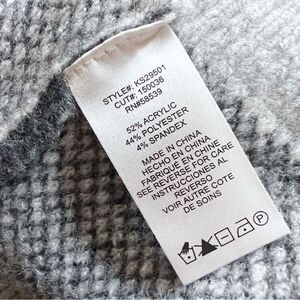 STYLE#: KS29501
CUT#: 150036
RN#58539
52% ACRYLIC
44% POLYESTER
4% SPANDEX
MADE IN CHINA
HECHO EN CHINA
FABRIQUE EN CHINE
SEE REVERSE FOR CARE
INSTRUCCIONES AL
REVERSO
VOIR AUTRE COTE
DE SOINS
P